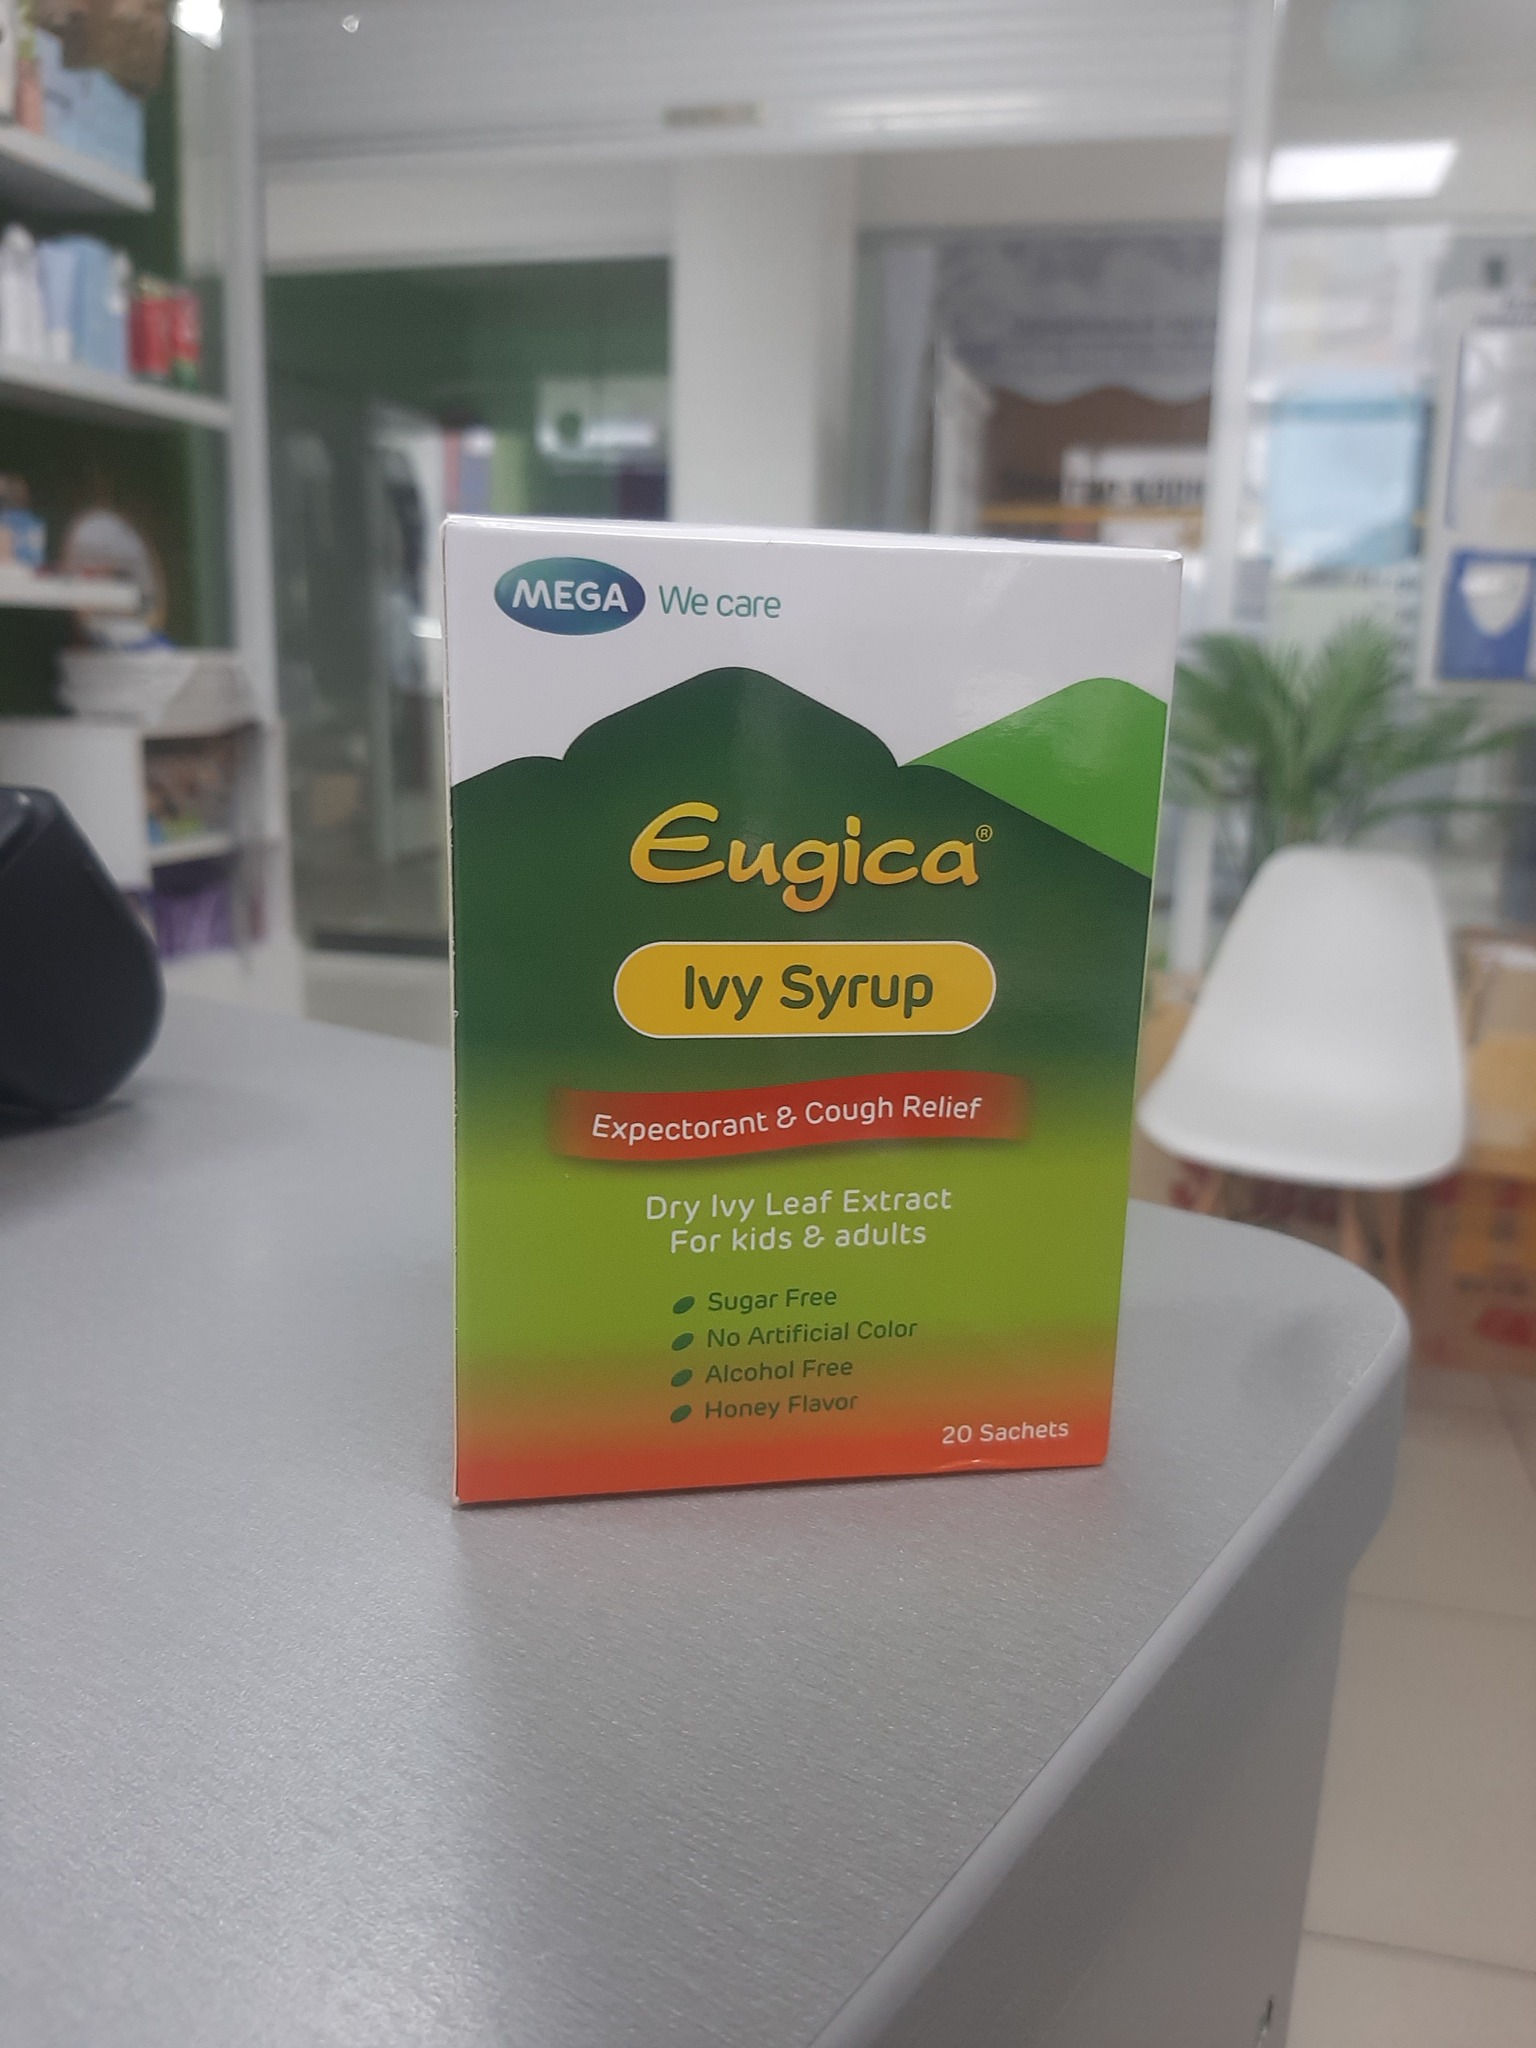 MEGA We care
Eugica®
Ivy Syrup
Expectorant & Cough Relief
Dry Ivy Leaf Extract
For kids & adults
Sugar Free
No Artificial Color
Alcohol Free
Honey Flavor
20 Sachets